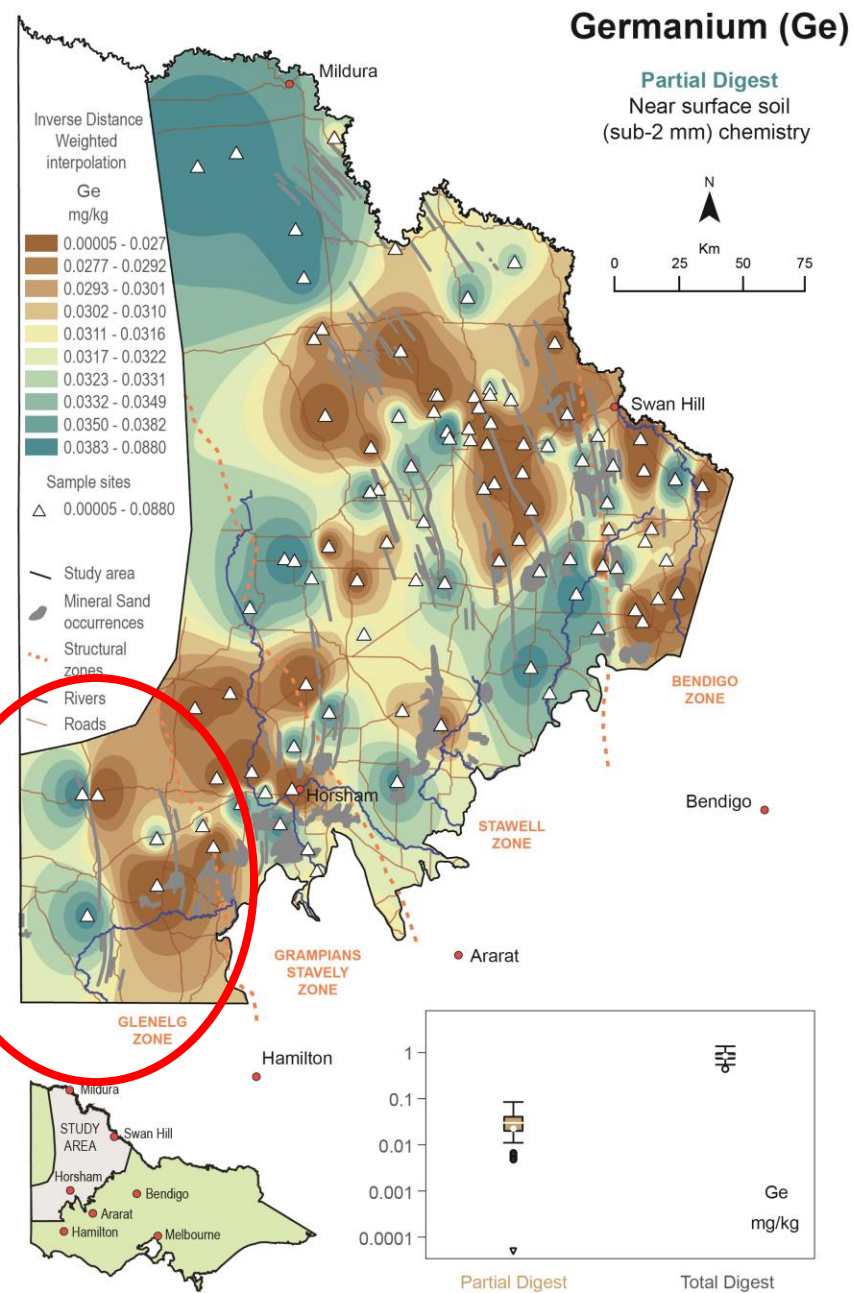 Germanium (Ge)
Partial Digest
Near surface soil
(sub-2 mm) chemistry
N
Km
0 25 50 75
Inverse Distance
Weighted
interpolation
Ge
mg/kg
0.00005 - 0.027
0.0277 - 0.0292
0.0293 - 0.0301
0.0302 - 0.0310
0.0311 - 0.0316
0.0317 - 0.0322
0.0323 - 0.0331
0.0332 - 0.0349
0.0350 - 0.0382
0.0383 - 0.0880
Sample sites
0.00005 - 0.0880
Study area
Mineral Sand
occurrences
Structural
zones
Rivers
Roads
Mildura
Swan Hill
BENDIGO
ZONE
Horsham
Bendigo
STAWELL
ZONE
Ararat
GRAMPIANS
STAVELY
ZONE
GLENELG
ZONE
Hamilton
Mildura
STUDY
AREA
Swan Hill
Horsham
Bendigo
Ararat
Hamilton
Melbourne
1
0.1
0.01
0.001
0.0001
Ge
mg/kg
Partial Digest
Total Digest